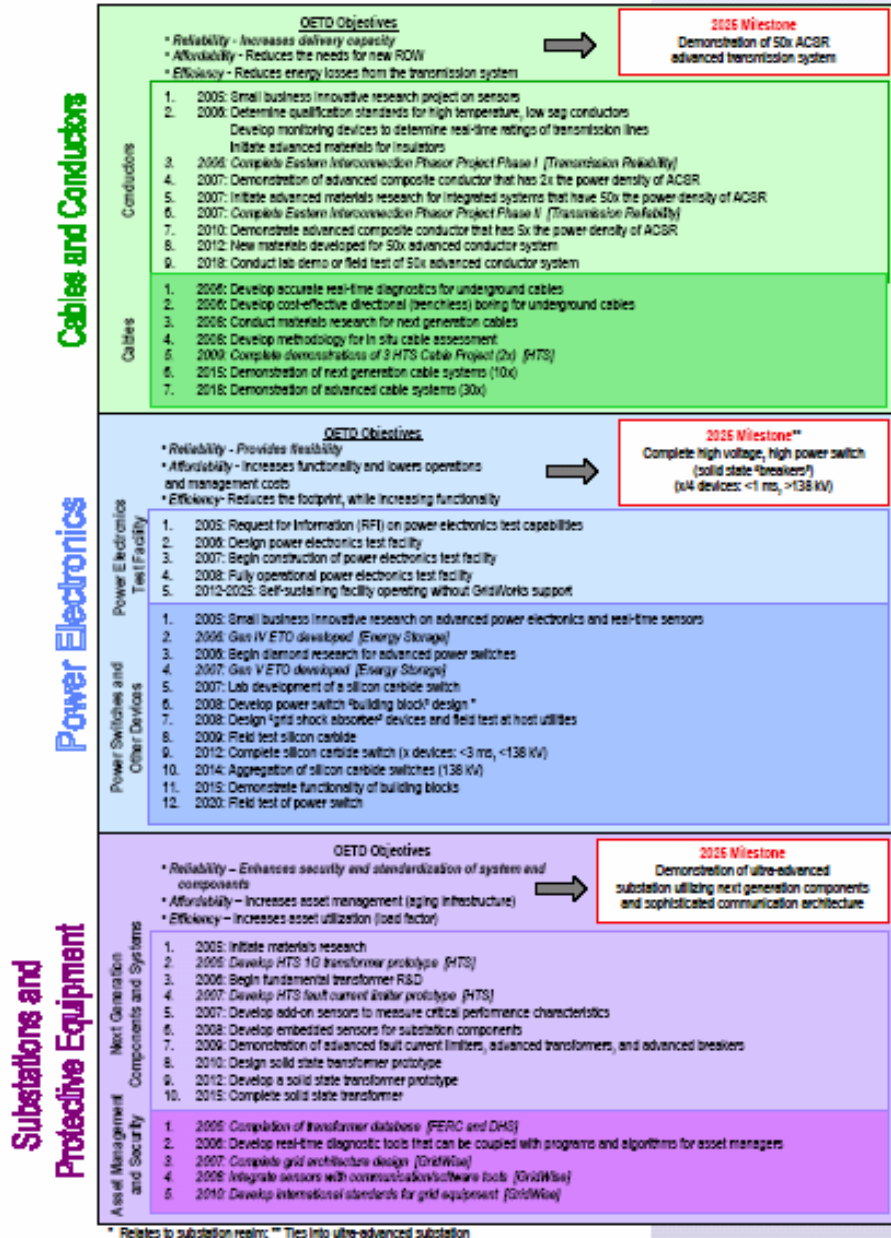 Cables and Conductors
OETD Objectives
* Reliability - Increases delivery capacity
* Affordability - Reduces the needs for new ROW
* Efficiency - Reduces energy losses from the transmission system
2025 Milestone
Demonstration of 50x ACSR
advanced transmission system
Conductors
1. 2005: Small business innovative research project on sensors
2. 2006: Determine qualification standards for high temperature, low sag conductors
Develop monitoring devices to determine real-time ratings of transmission lines
Initiate advanced materials for insulators
3. 2006: Complete Eastern Interconnection Phasor Project Phase I [Transmission Reliability]
4. 2007: Demonstration of advanced composite conductor that has 2x the power density of ACSR
5. 2007: Initiate advanced materials research for integrated systems that have 50x the power density of ACSR
6. 2007: Complete Eastern Interconnection Phasor Project Phase II [Transmission Reliability]
7. 2010: Demonstrate advanced composite conductor that has 5x the power density of ACSR
8. 2012: New materials developed for 50x advanced conductor system
9. 2018: Conduct lab demo or field test of 50x advanced conductor system
Cables
1. 2006: Develop accurate real-time diagnostics for underground cables
2. 2006: Develop cost-effective directional (trenchless) boring for underground cables
3. 2008: Conduct materials research for next generation cables
4. 2008: Develop methodology for in situ cable assessment
5. 2009: Complete demonstrations of 3 HTS Cable Project (2x) [HTS]
6. 2015: Demonstration of next generation cable systems (10x)
7. 2018: Demonstration of advanced cable systems (30x)
Power Electronics
OETD Objectives
* Reliability - Provides flexibility
* Affordability - Increases functionality and lowers operations
and management costs
* Efficiency- Reduces the footprint, while increasing functionality
2025 Milestone**
Complete high voltage, high power switch
(solid state "breakers")
(x/4 devices: <1 ms, >138 kV)
Power Electronics
Test Facility
1. 2005: Request for Information (RFI) on power electronics test capabilities
2. 2006: Design power electronics test facility
3. 2007: Begin construction of power electronics test facility
4. 2008: Fully operational power electronics test facility
5. 2012-2025: Self-sustaining facility operating without GridWorks support
Power Switches and
Other Devices
1. 2005: Small business innovative research on advanced power electronics and real-time sensors
2. 2006: Gen IV ETO developed [Energy Storage]
3. 2006: Begin diamond research for advanced power switches
4. 2007: Gen V ETO developed [Energy Storage]
5. 2007: Lab development of a silicon carbide switch
6. 2008: Develop power switch "building block" design *
7. 2008: Design "grid shock absorber" devices and field test at host utilities
8. 2009: Field test silicon carbide
9. 2012: Complete silicon carbide switch (x devices: <3 ms, <138 kV)
10. 2014: Aggregation of silicon carbide switches (138 kV)
11. 2015: Demonstrate functionality of building blocks
12. 2020: Field test of power switch
Substations and
Protective Equipment
OETD Objectives
* Reliability – Enhances security and standardization of system and
components
* Affordability – Increases asset management (aging infrastructure)
* Efficiency – Increases asset utilization (load factor)
2025 Milestone
Demonstration of ultra-advanced
substation utilizing next generation components
and sophisticated communication architecture
Next Generation
Components and Systems
1. 2005: Initiate materials research
2. 2005: Develop HTS 1G transformer prototype [HTS]
3. 2006: Begin fundamental transformer R&D
4. 2007: Develop HTS fault current limiter prototype [HTS]
5. 2007: Develop add-on sensors to measure critical performance characteristics
6. 2008: Develop embedded sensors for substation components
7. 2009: Demonstration of advanced fault current limiters, advanced transformers, and advanced breakers
8. 2010: Design solid state transformer prototype
9. 2012: Develop a solid state transformer prototype
10. 2015: Complete solid state transformer
Asset Management
and Security
1. 2005: Completion of transformer database [FERC and DHS]
2. 2006: Develop real-time diagnostic tools that can be coupled with programs and algorithms for asset managers
3. 2007: Complete grid architecture design [GridWise]
4. 2008: Integrate sensors with communication/software tools [GridWise]
5. 2010: Develop international standards for grid equipment [GridWise]
* Relates to substation realm; ** Ties into ultra-advanced substation